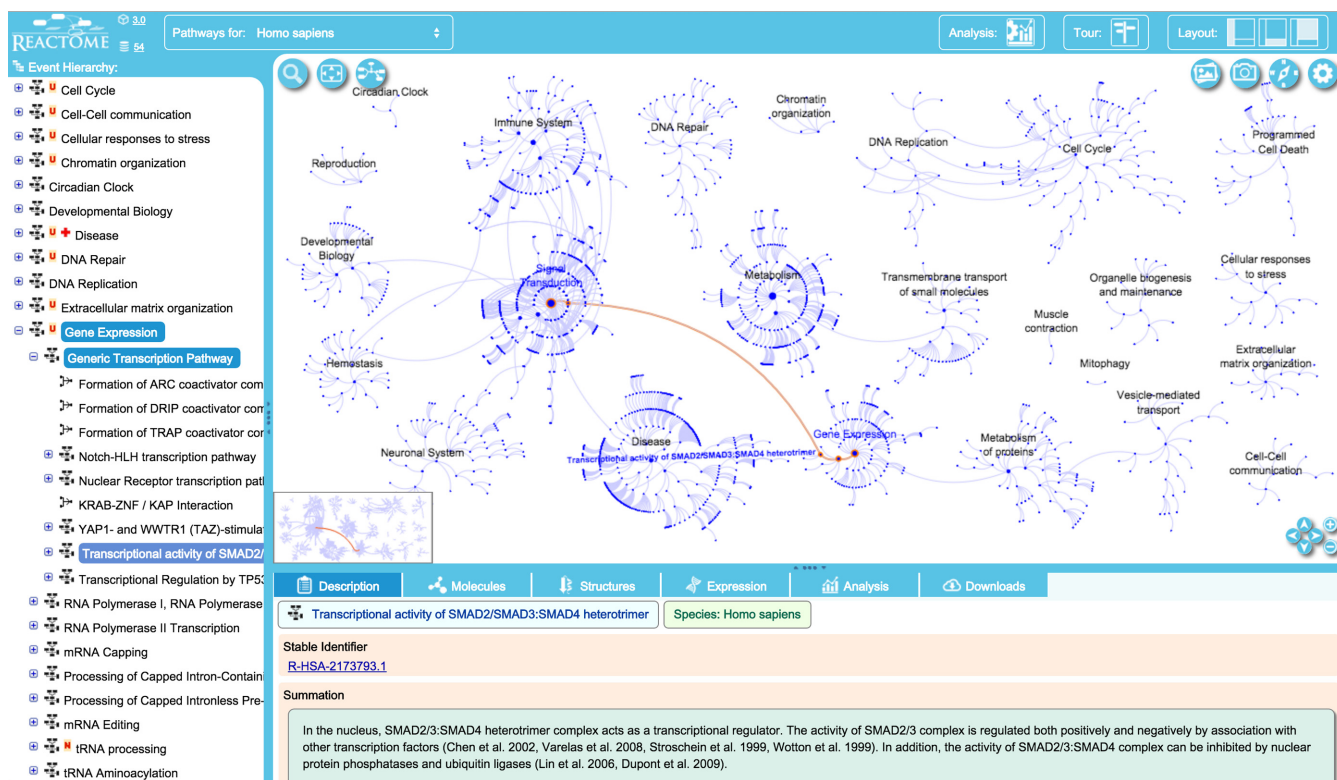 REACTOME
3.0
54
Pathways for: Homo sapiens
Analysis:
Tour:
Layout:
Event Hierarchy:
U Cell Cycle
Cell-Cell communication
U Cellular responses to stress
U Chromatin organization
Circadian Clock
Developmental Biology
U Disease
U DNA Repair
DNA Replication
U Extracellular matrix organization
U Gene Expression
Generic Transcription Pathway
Formation of ARC coactivator com
Formation of DRIP coactivator com
Formation of TRAP coactivator cor
Notch-HLH transcription pathway
Nuclear Receptor transcription patl
KRAB-ZNF / KAP Interaction
YAP1- and WWTR1 (TAZ)-stimula
Transcriptional activity of SMAD2/
Transcriptional Regulation by TP53
RNA Polymerase I, RNA Polymerase
RNA Polymerase II Transcription
mRNA Capping
Processing of Capped Intron-Containi
Processing of Capped Intronless Pre-
mRNA Editing
N tRNA processing
tRNA Aminoacylation
Circadian Clock
Immune System
DNA Repair
Chromatin
organization
DNA Replication
Cell Cycle
Programmed
Cell Death
Reproduction
Developmental
Biology
Signal
Transduction
Metabolism
Transmembrane transport
of small molecules
Organelle biogenesis
and maintenance
Cellular responses
to stress
Muscle
contraction
Hemostasis
Mitophagy
Extracellular
matrix organization
Vesicle-mediated
transport
Neuronal System
Disease
Transcriptional activity of SMAD2/SMAD3:SMAD4 heterotrimer
Gene Expression
Metabolism
of proteins
Cell-Cell
communication
Description
Molecules
Structures
Expression
Analysis
Downloads
Transcriptional activity of SMAD2/SMAD3:SMAD4 heterotrimer
Species: Homo sapiens
Stable Identifier
R-HSA-2173793.1
Summation
In the nucleus, SMAD2/3:SMAD4 heterotrimer complex acts as a transcriptional regulator. The activity of SMAD2/3 complex is regulated both positively and negatively by association with
other transcription factors (Chen et al. 2002, Varelas et al. 2008, Stroschein et al. 1999, Wotton et al. 1999). In addition, the activity of SMAD2/3:SMAD4 complex can be inhibited by nuclear
protein phosphatases and ubiquitin ligases (Lin et al. 2006, Dupont et al. 2009).